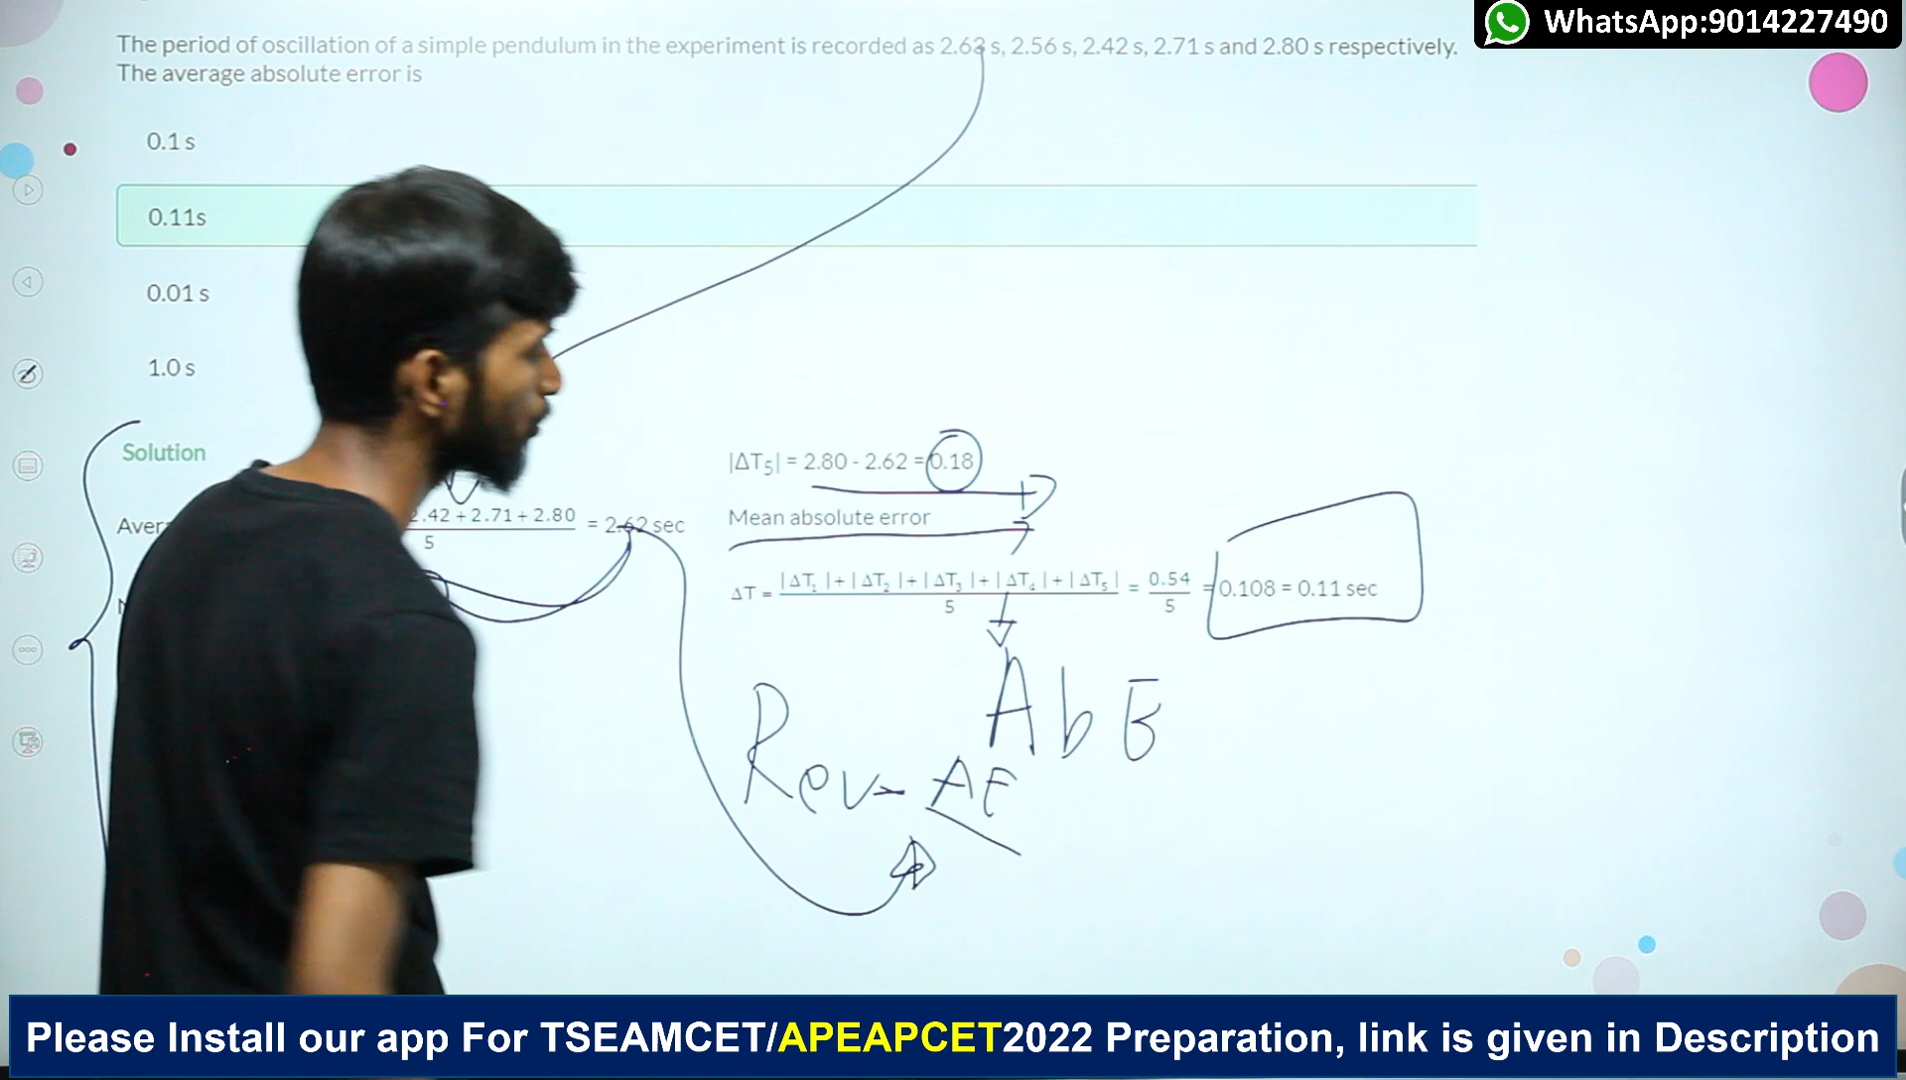 WhatsApp:9014227490
The period of oscillation of a simple pendulum in the experiment is recorded as 2.63 s, 2.56 s, 2.42 s, 2.71 s and 2.80 s respectively.
The average absolute error is
0.1 s
0.11s
0.01 s
1.0 s
Solution
.42 + 2.71 + 2.80
5
= 2.62 sec
|ΔT₅| = 2.80 - 2.62 = 0.18
Mean absolute error
ΔT = |ΔT₁| + |ΔT₂| + |ΔT₃| + |ΔT₄| + |ΔT₅| / 5 = 0.54 / 5 = 0.108 = 0.11 sec
A b E
Rev- AE
Please Install our app For TSEAMCET/APEAPCET2022 Preparation, link is given in Description